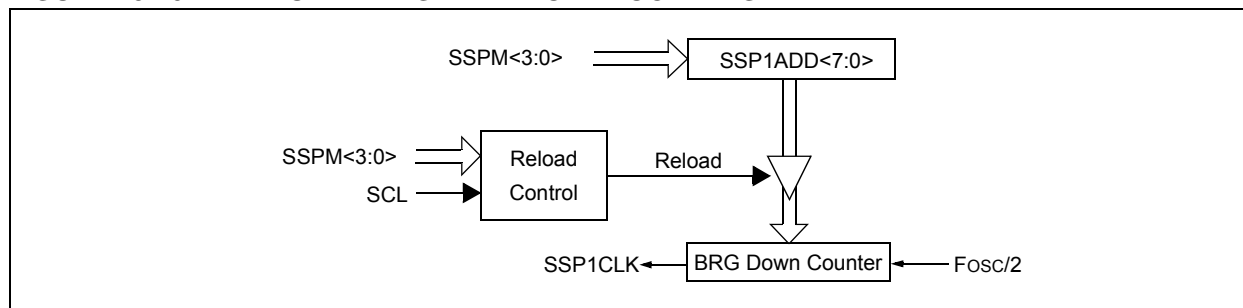 SSPM<3:0>
SSP1ADD<7:0>
SSPM<3:0>
SCL
Reload
Control
Reload
SSP1CLK
BRG Down Counter
FOSC/2